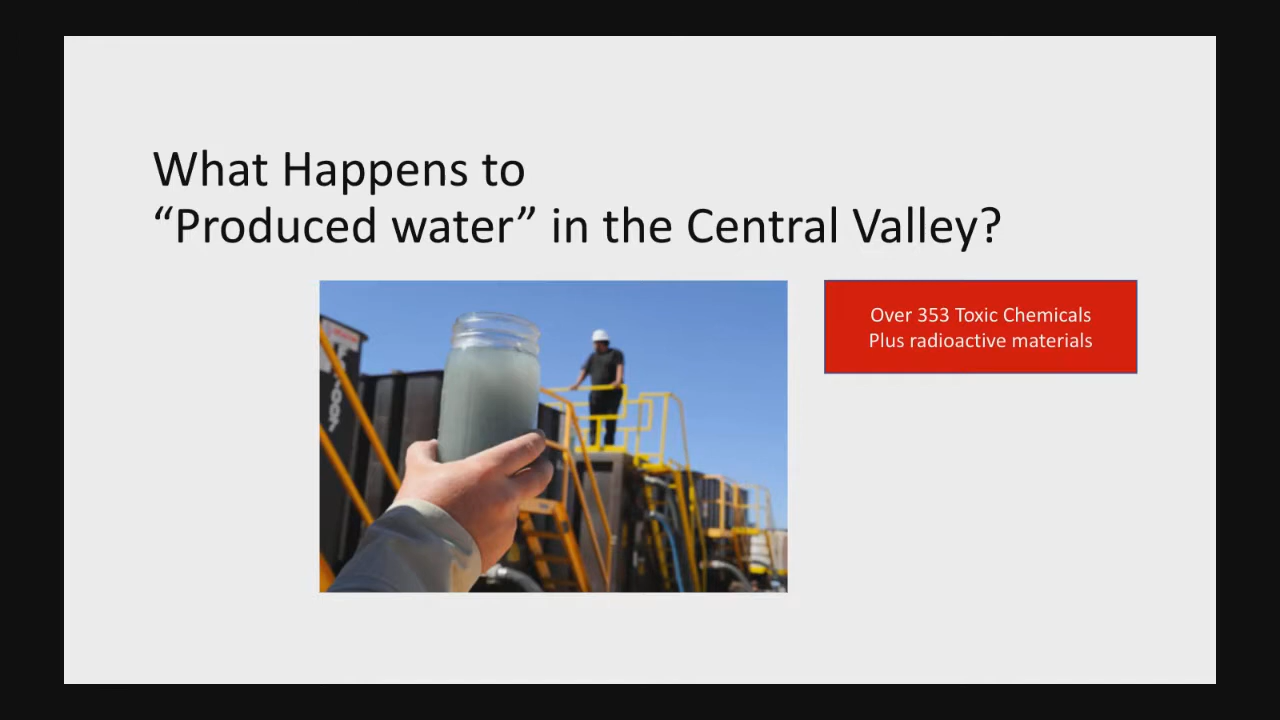 What Happens to
“Produced water” in the Central Valley?
Over 353 Toxic Chemicals
Plus radioactive materials